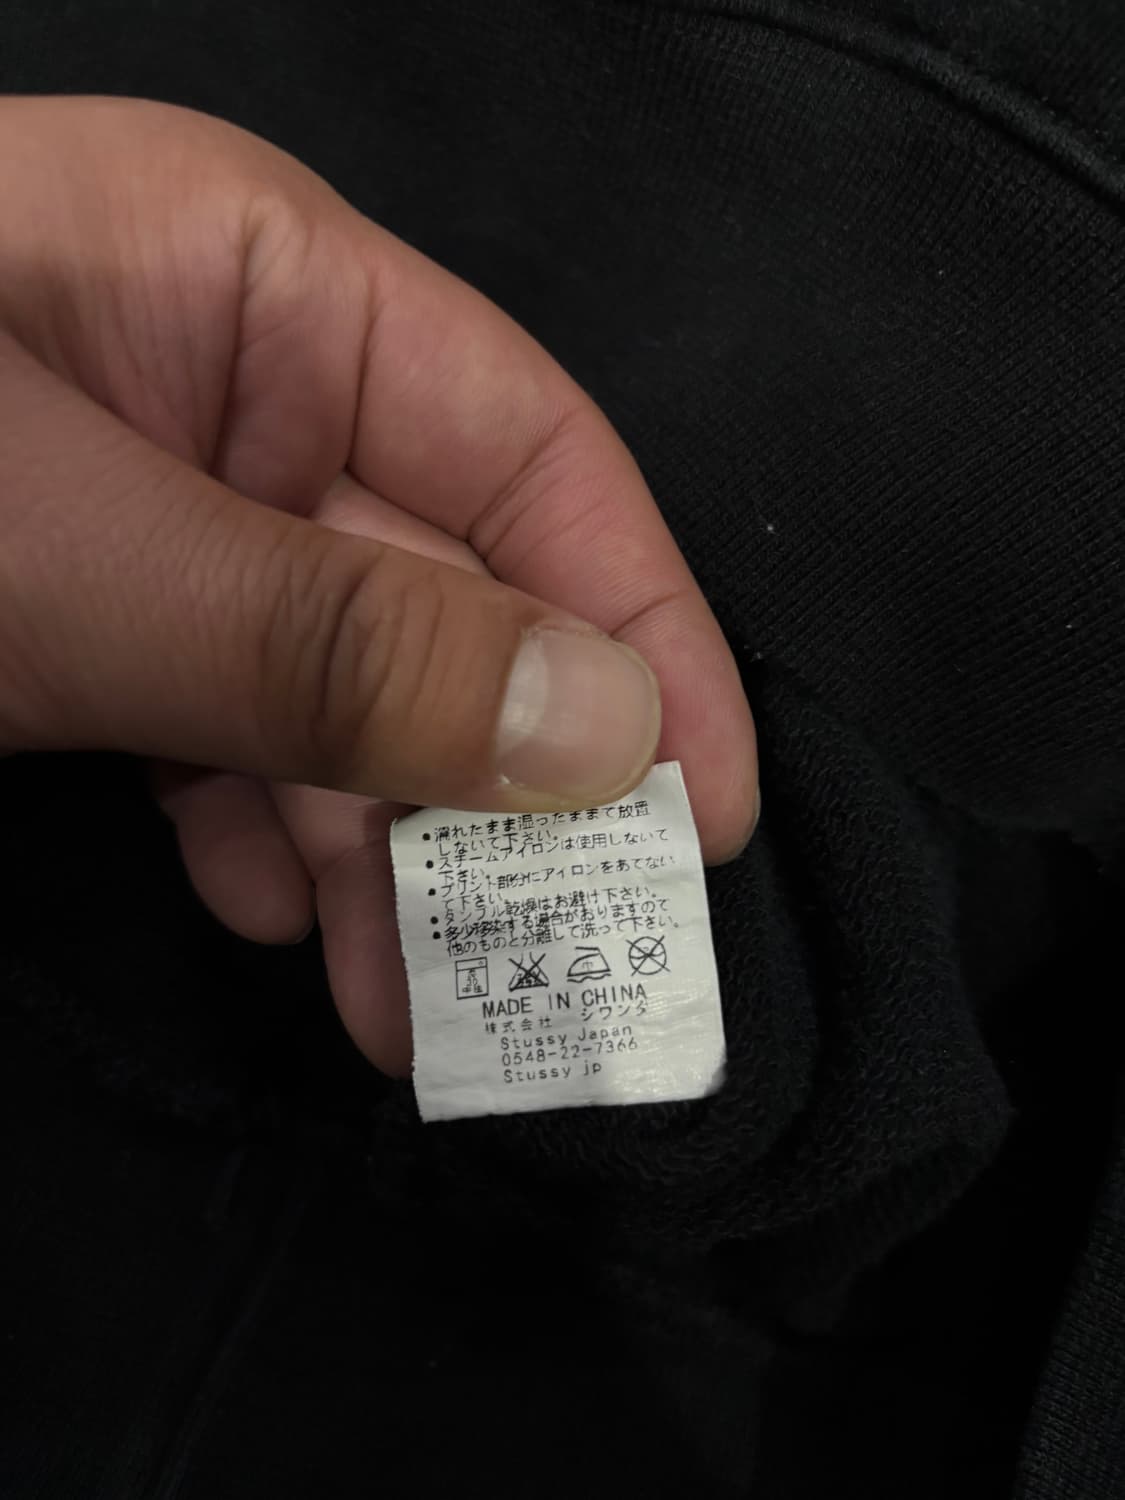 ●濡れたまま湿ったままで放置
しないで下さい。
●スチームアイロンは使用しないで
下さい。
●プリント部分にアイロンをあてない
で下さい。
●タンブル乾燥はお避け下さい。
●多少移染する場合がおりますので
他のものと分離して洗って下さい。
MADE IN CHINA
株式会社 シワンダ
Stussy Japan
0548-22-7366
Stussy jp